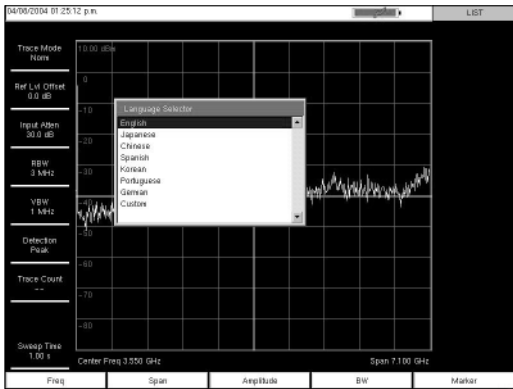 04/08/2004 01:25:12 p.m.
LIST
Trace Mode
Norm
Ref Lvl Offset
0.0 dB
Input Atten
30.0 dB
RBW
3 MHz
VBW
1 MHz
Detection
Peak
Trace Count
--
Sweep Time
1.00 s
10.00 dBm
0
-10
-20
-30
-40
-50
-60
-70
-80
Language Selector
English
Japanese
Chinese
Spanish
Korean
Portuguese
German
Custom
Center Freq 3.550 GHz
Span 7.100 GHz
Freq
Span
Amplitude
BW
Marker